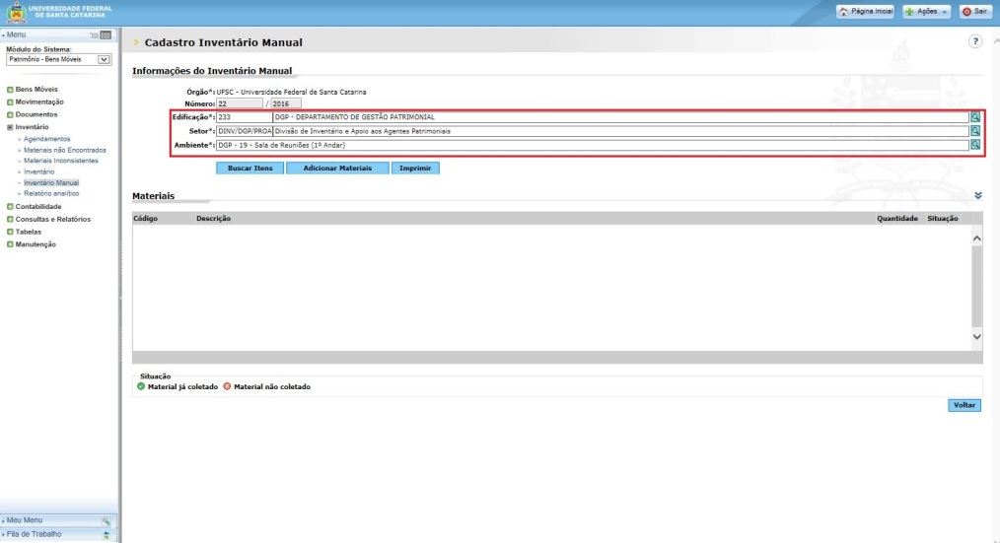 UNIVERSIDADE FEDERAL
DE SANTA CATARINA
Página Inicial
Ações
Sair
Menu
Módulo do Sistema:
Patrimônio - Bens Móveis
Bens Móveis
Movimentação
Documentos
Inventário
Agendamentos
Materiais não Encontrados
Materiais Inconsistentes
Inventário
Inventário Manual
Relatório analítico
Contabilidade
Consultas e Relatórios
Tabelas
Manutenção
Meu Menu
Fila de Trabalho
Cadastro Inventário Manual
?
Informações do Inventário Manual
Órgão*: UFSC - Universidade Federal de Santa Catarina
Número: 22 / 2016
Edificação*: 233 DGP - DEPARTAMENTO DE GESTÃO PATRIMONIAL
Setor*: DINV/DGP/PROA Divisão de Inventário e Apoio aos Agentes Patrimoniais
Ambiente*: DGP - 19 - Sala de Reuniões (1º Andar)
Buscar Itens Adicionar Materiais Imprimir
Materiais
Código Descrição Quantidade Situação
Situação
Material já coletado Material não coletado
Voltar